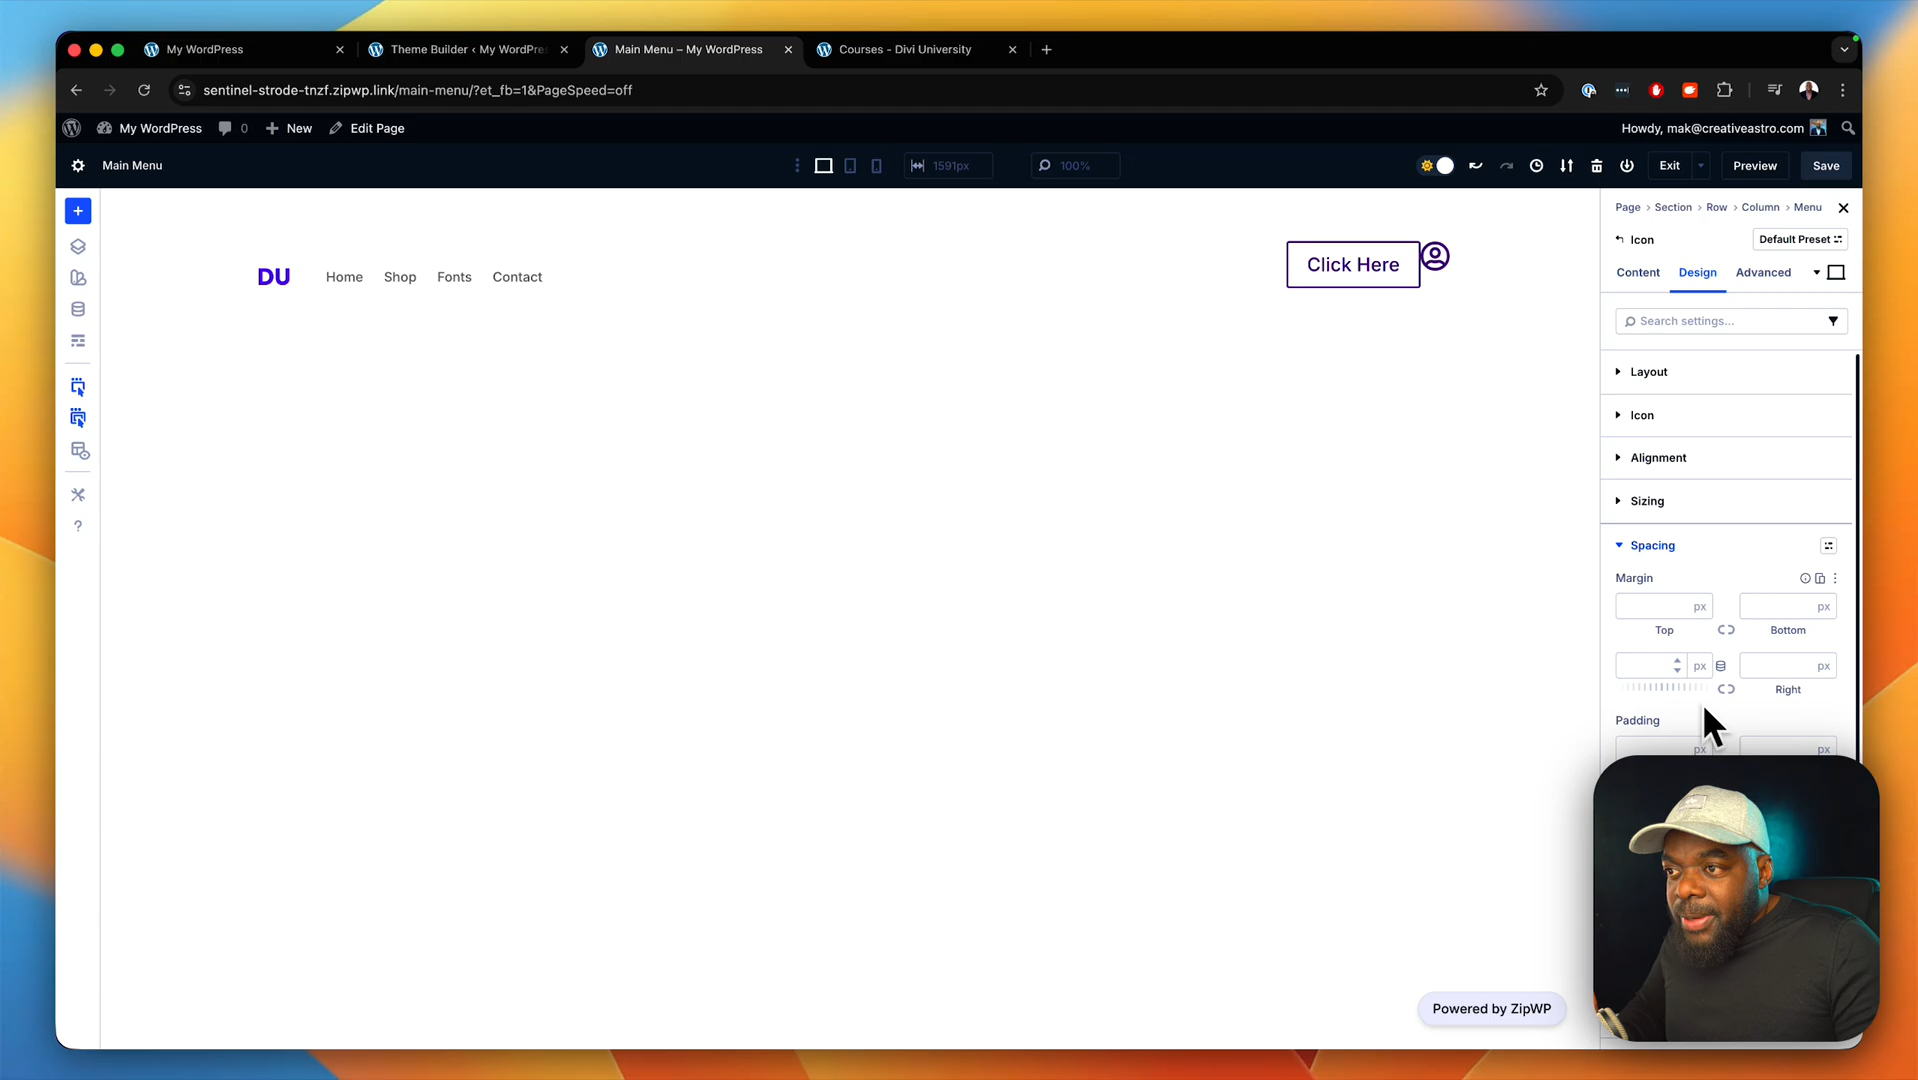 My WordPress
Theme Builder ‹ My WordPre
Main Menu – My WordPress
Courses - Divi University
sentinel-strode-tnzf.zipwp.link/main-menu/?et_fb=1&PageSpeed=off
My WordPress 0 New Edit Page
Howdy, mak@creativeastro.com
Main Menu
1591px
100%
Exit
Preview
Save
Page › Section › Row › Column › Menu
Icon
Default Preset
Content Design Advanced
Search settings...
DU
Home Shop Fonts Contact
Click Here
Layout
Icon
Alignment
Sizing
Spacing
Margin
px px
Top Bottom
px px
Right
Padding
px px
Powered by ZipWP
?